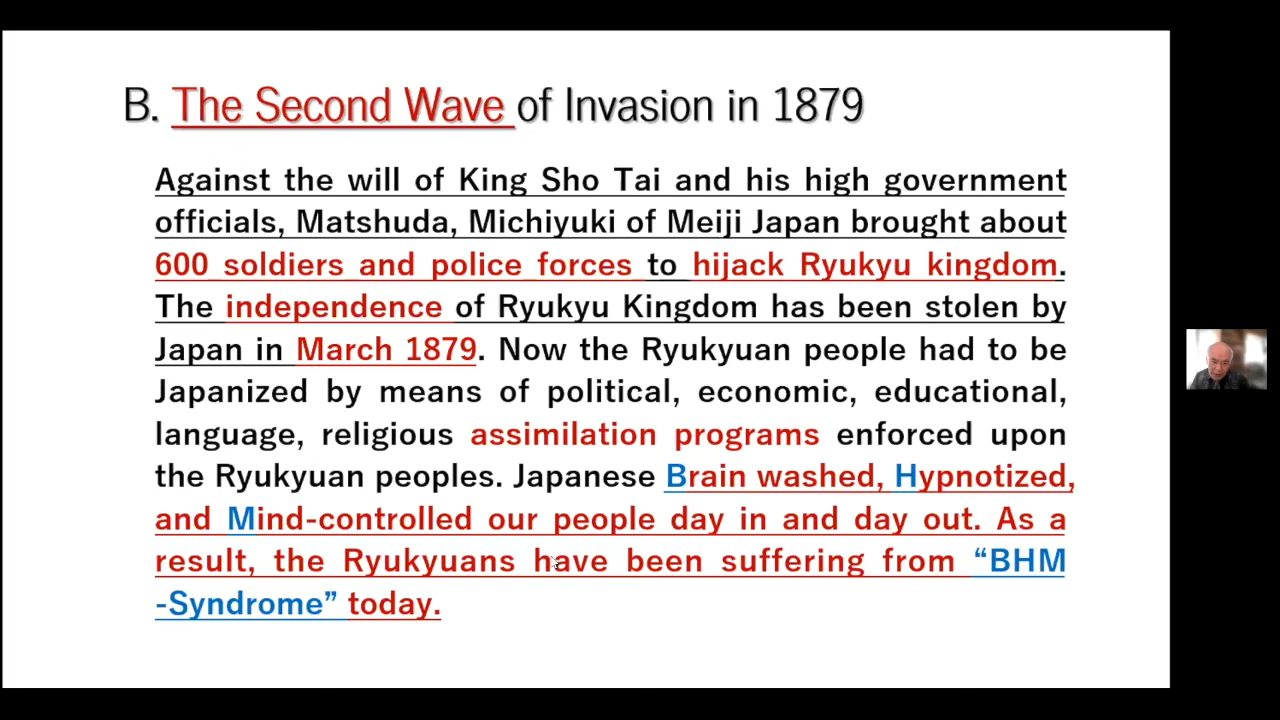 B. The Second Wave of Invasion in 1879
Against the will of King Sho Tai and his high government
officials, Matshuda, Michiyuki of Meiji Japan brought about
600 soldiers and police forces to hijack Ryukyu kingdom.
The independence of Ryukyu Kingdom has been stolen by
Japan in March 1879. Now the Ryukyuan people had to be
Japanized by means of political, economic, educational,
language, religious assimilation programs enforced upon
the Ryukyuan peoples. Japanese Brain washed, Hypnotized,
and Mind-controlled our people day in and day out. As a
result, the Ryukyuans have been suffering from “BHM
-Syndrome” today.